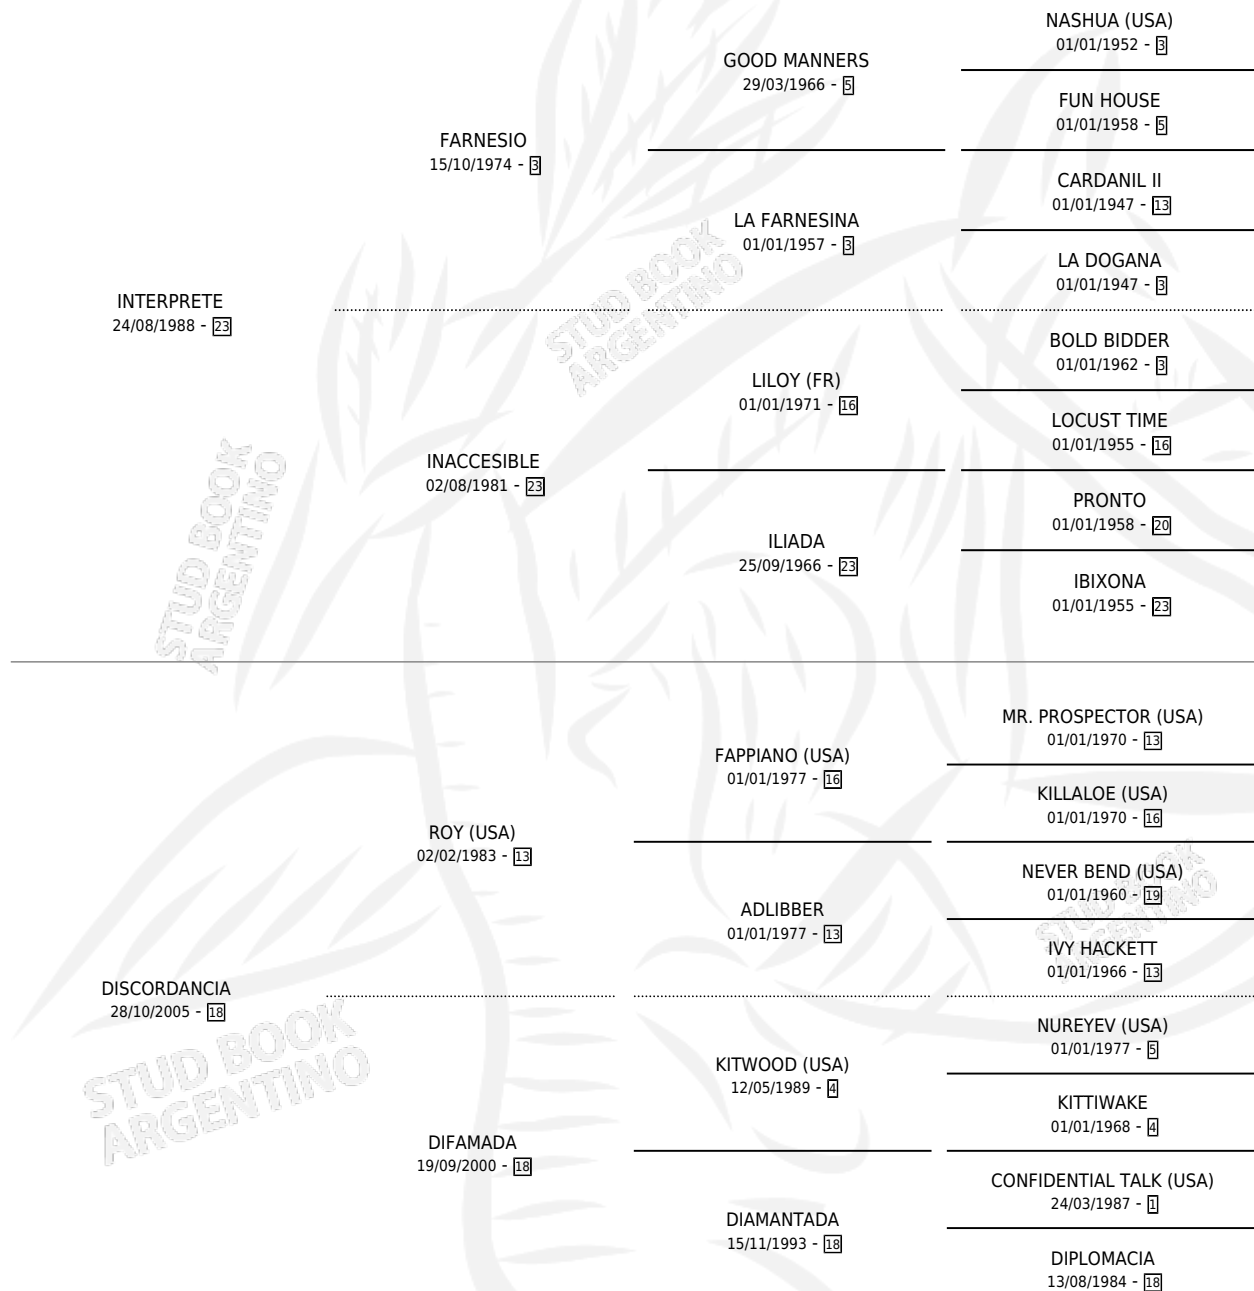 NASHUA (USA)
01/01/1952 - 3
GOOD MANNERS
29/03/1966 - 5
FUN HOUSE
01/01/1958 - 5
FARNESIO
15/10/1974 - 3
CARDANIL II
01/01/1947 - 13
LA FARNESINA
01/01/1957 - 3
LA DOGANA
01/01/1947 - 3
INTERPRETE
24/08/1988 - 23
BOLD BIDDER
01/01/1962 - 3
LILOY (FR)
01/01/1971 - 16
LOCUST TIME
01/01/1955 - 16
INACCESIBLE
02/08/1981 - 23
PRONTO
01/01/1958 - 20
ILIADA
25/09/1966 - 23
IBIXONA
01/01/1955 - 23
MR. PROSPECTOR (USA)
01/01/1970 - 13
FAPPIANO (USA)
01/01/1977 - 16
KILLALOE (USA)
01/01/1970 - 16
ROY (USA)
02/02/1983 - 13
NEVER BEND (USA)
01/01/1960 - 19
ADLIBBER
01/01/1977 - 13
IVY HACKETT
01/01/1966 - 13
DISCORDANCIA
28/10/2005 - 18
NUREYEV (USA)
01/01/1977 - 5
KITWOOD (USA)
12/05/1989 - 4
KITTIWAKE
01/01/1968 - 4
DIFAMADA
19/09/2000 - 18
CONFIDENTIAL TALK (USA)
24/03/1987 - 1
DIAMANTADA
15/11/1993 - 18
DIPLOMACIA
13/08/1984 - 18
STUD BOOK
ARGENTINO
STUD BOOK
ARGENTINO
STUD BOOK
ARGENTINO
STUD BOOK
ARGENTINO